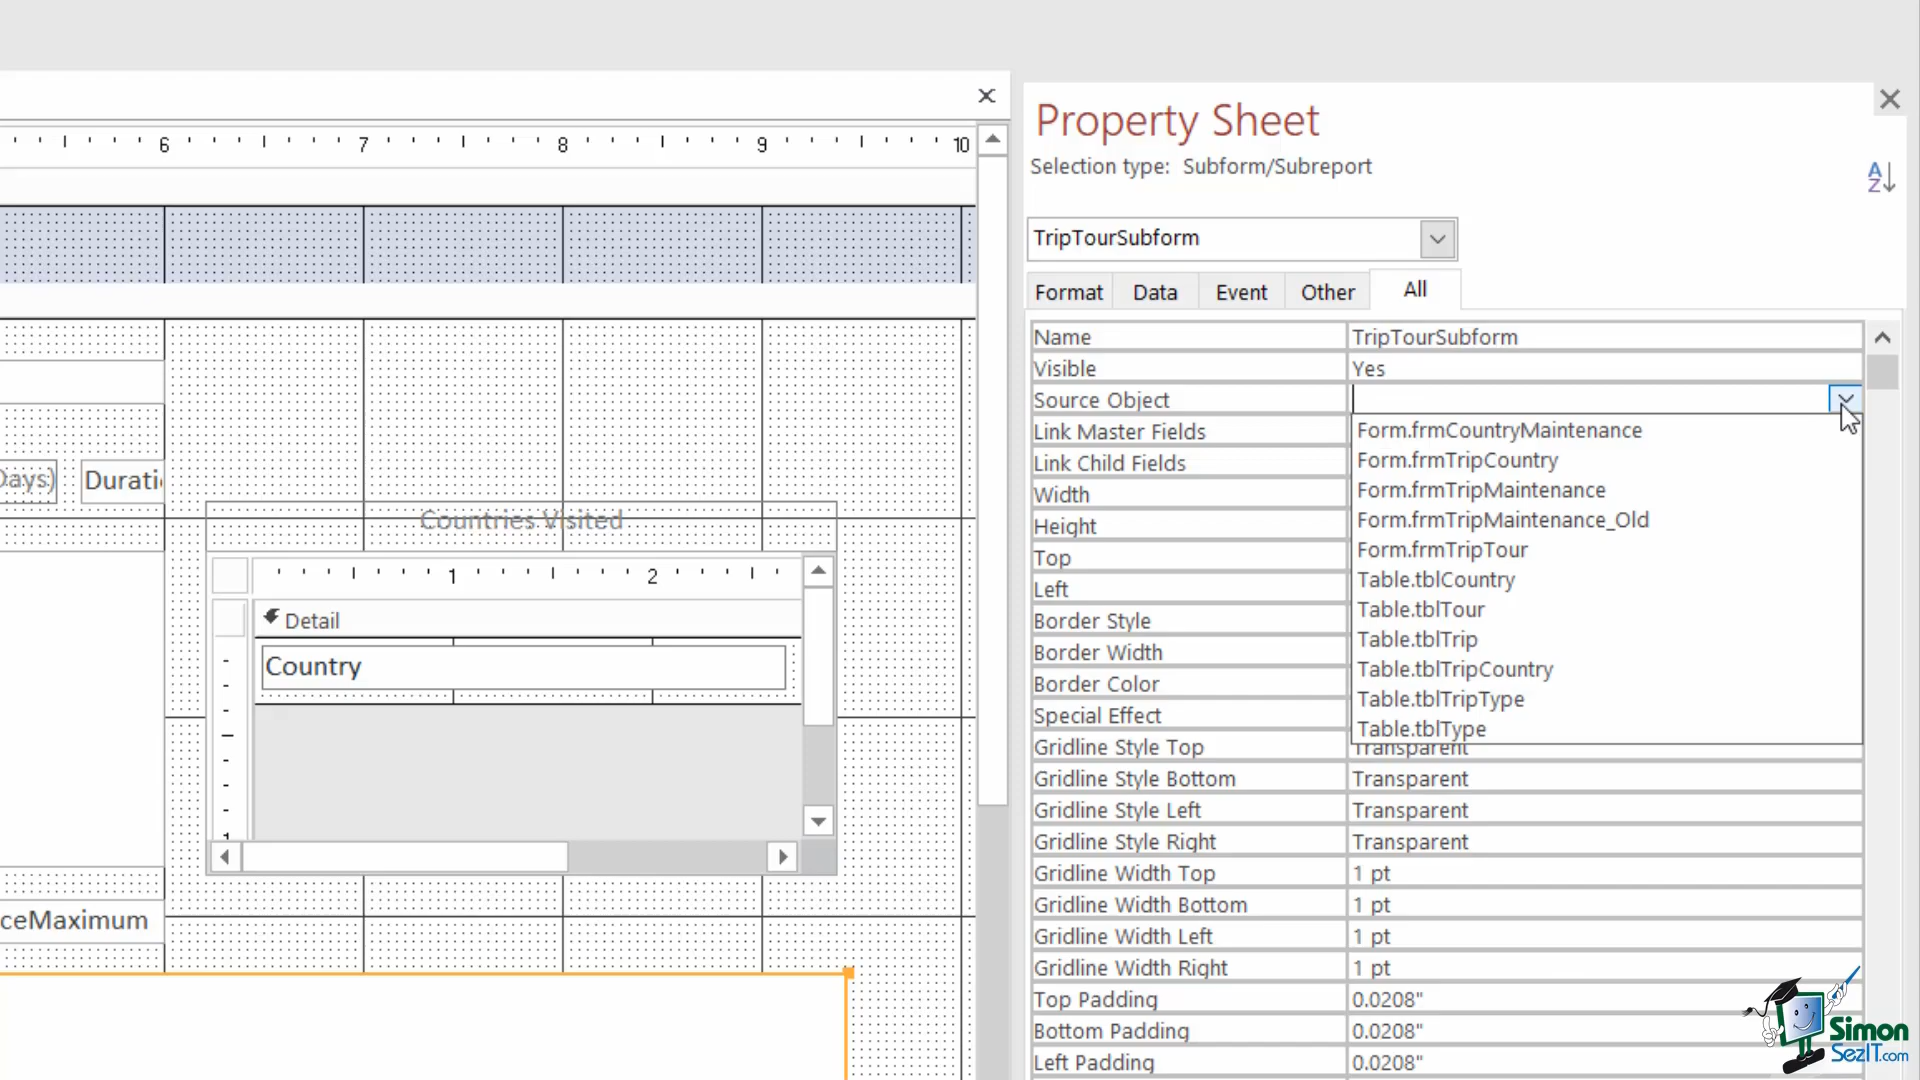 Property Sheet
Selection type: Subform/Subreport
TripTourSubform
Format Data Event Other All
Name TripTourSubform
Visible Yes
Source Object
Link Master Fields
Link Child Fields
Width
Height
Top
Left
Border Style
Border Width
Border Color
Special Effect
Form.frmCountryMaintenance
Form.frmTripCountry
Form.frmTripMaintenance
Form.frmTripMaintenance_Old
Form.frmTripTour
Table.tblCountry
Table.tblTour
Table.tblTrip
Table.tblTripCountry
Table.tblTripType
Table.tblType
Gridline Style Top Transparent
Gridline Style Bottom Transparent
Gridline Style Left Transparent
Gridline Style Right Transparent
Gridline Width Top 1 pt
Gridline Width Bottom 1 pt
Gridline Width Left 1 pt
Gridline Width Right 1 pt
Top Padding 0.0208"
Bottom Padding 0.0208"
Left Padding 0.0208"
6 7 8 9 10
Days) Durati
Countries Visited
1 2
Detail
Country
1
ceMaximum
Simon
SezIT.com